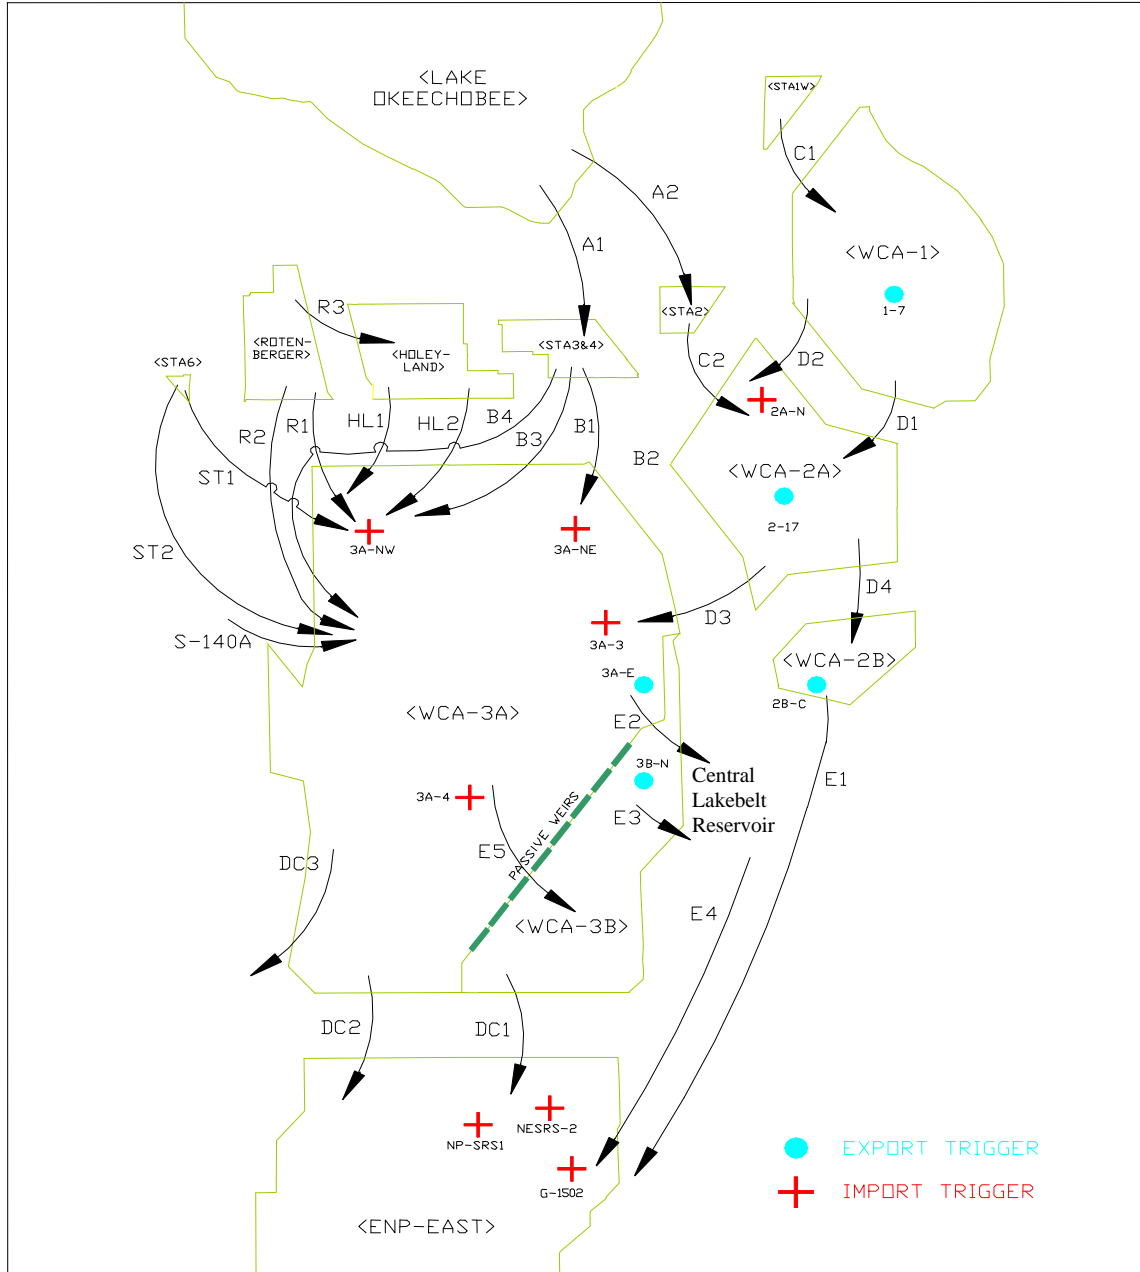 <LAKE
OKEECHOBEE>
<STA1W>
C1
A2
A1
<WCA-1>
1-7
R3
<STA2>
<ROTEN-
BERGER>
<HOLEY-
LAND>
<STA3&4>
<STA6>
C2
D2
2A-N
R2
R1
HL1
HL2
B4
B3
B1
B2
D1
<WCA-2A>
2-17
ST1
ST2
3A-NW
3A-NE
D4
D3
S-140A
3A-3
3A-E
<WCA-2B>
2B-C
<WCA-3A>
E2
3B-N
Central
Lakebelt
Reservoir
E1
3A-4
PASSIVE WEIRS
E3
E5
DC3
<WCA-3B>
E4
DC2
DC1
NP-SRS1
NESRS-2
G-1502
EXPORT TRIGGER
IMPORT TRIGGER
<ENP-EAST>